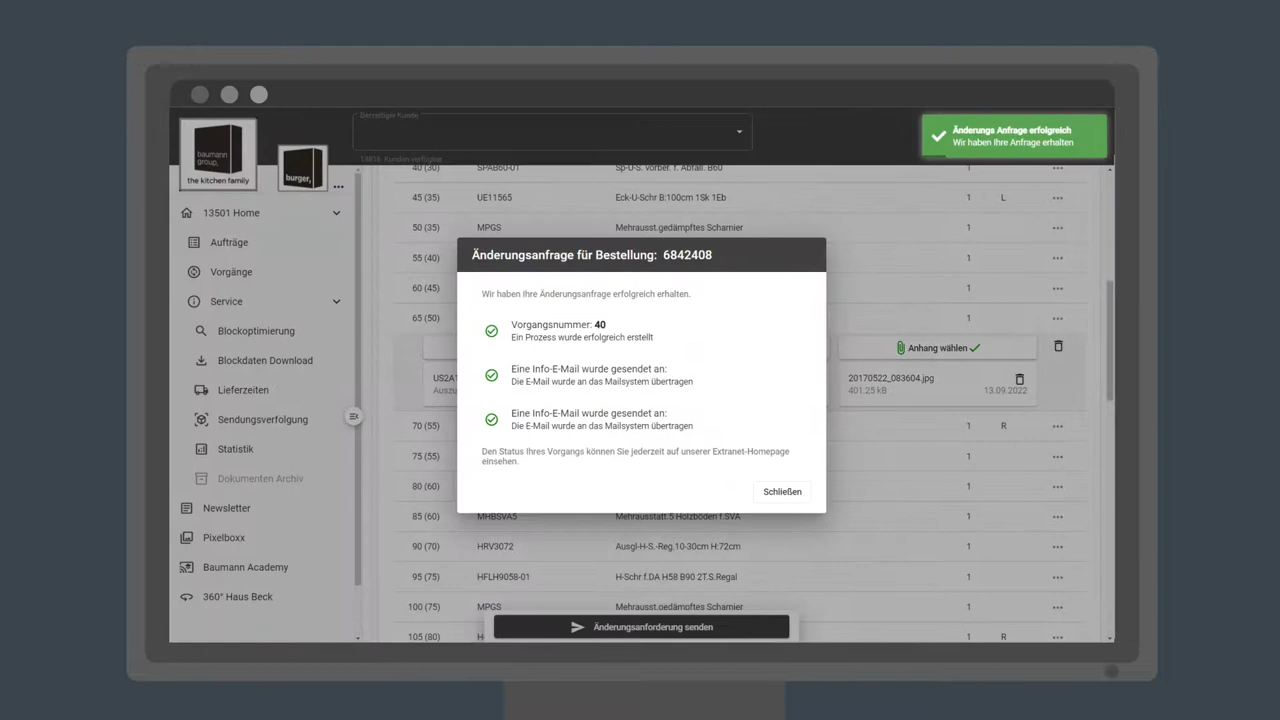 baumann
group,
the kitchen family
burger,
Berechtigte Kunde
13818 Kunden verfügbar
Änderungs Anfrage erfolgreich
Wir haben Ihre Anfrage erhalten
13501 Home
Aufträge
Vorgänge
Service
Blockoptimierung
Blockdaten Download
Lieferzeiten
Sendungsverfolgung
Statistik
Dokumenten Archiv
Newsletter
Pixelboxx
Baumann Academy
360° Haus Beck
40 (30) SPAB60-01 Sp-U-S. vorber. f. Abfall. B60 1
45 (35) UE11565 Eck-U-Schr B:100cm 1Sk 1Eb 1 L
50 (35) MPGS Mehrausst.gedämpftes Scharnier 1
55 (40) 1
60 (45) 1
65 (50) 1
Anhang wählen
US2A1
Auszu
20170522_083604.jpg
401.25 kB 13.09.2022
70 (55) 1 R
75 (55) 1
80 (60) 1
85 (60) MHBSVA5 Mehrausstatt.5 Holzböden f.SVA 1
90 (70) HRV3072 Ausgl-H-S.-Reg.10-30cm H:72cm 1
95 (75) HFLH9058-01 H-Schr f.DA H58 B90 2T.S.Regal 1
100 (75) MPGS Mehrausst.gedämpftes Scharnier 1
105 (80) 1 R
Änderungsanfrage für Bestellung: 6842408
Wir haben Ihre Änderungsanfrage erfolgreich erhalten.
Vorgangsnummer: 40
Ein Prozess wurde erfolgreich erstellt
Eine Info-E-Mail wurde gesendet an:
Die E-Mail wurde an das Mailsystem übertragen
Eine Info-E-Mail wurde gesendet an:
Die E-Mail wurde an das Mailsystem übertragen
Den Status Ihres Vorgangs können Sie jederzeit auf unserer Extranet-Homepage
einsehen.
Schließen
Änderungsanforderung senden